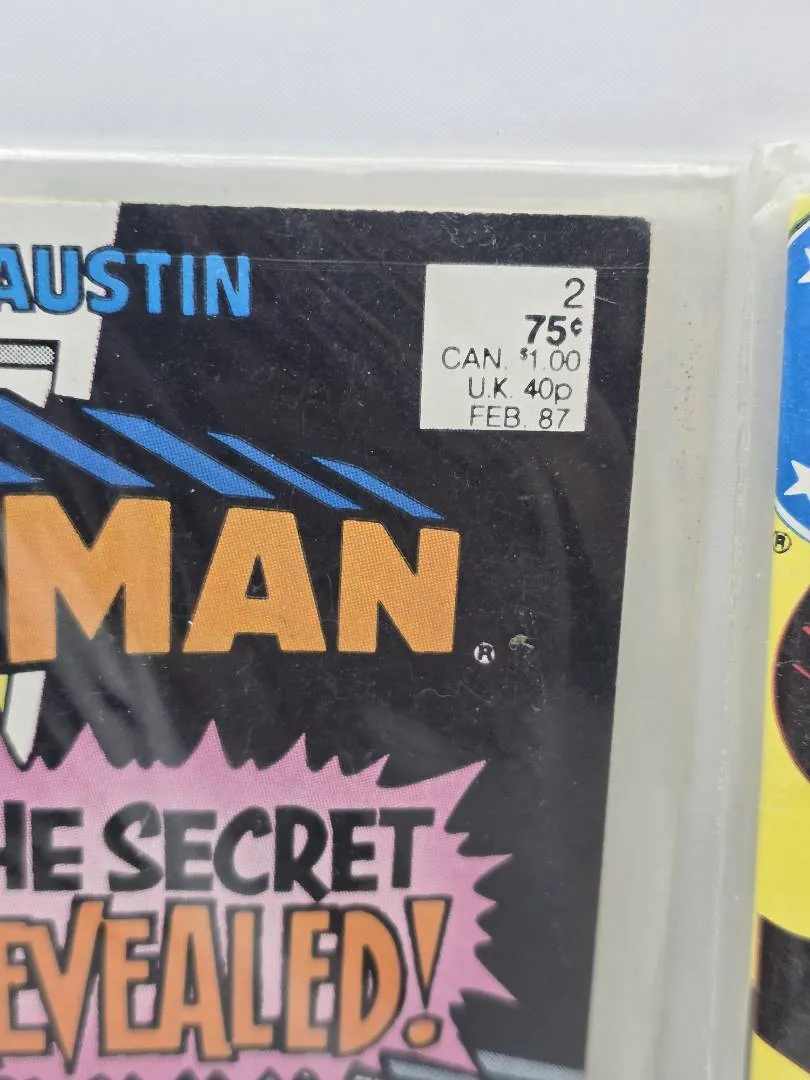 AUSTIN
2
75¢
CAN. $1.00
U.K. 40p
FEB. 87
MAN ®
HE SECRET
EVEALED!
®